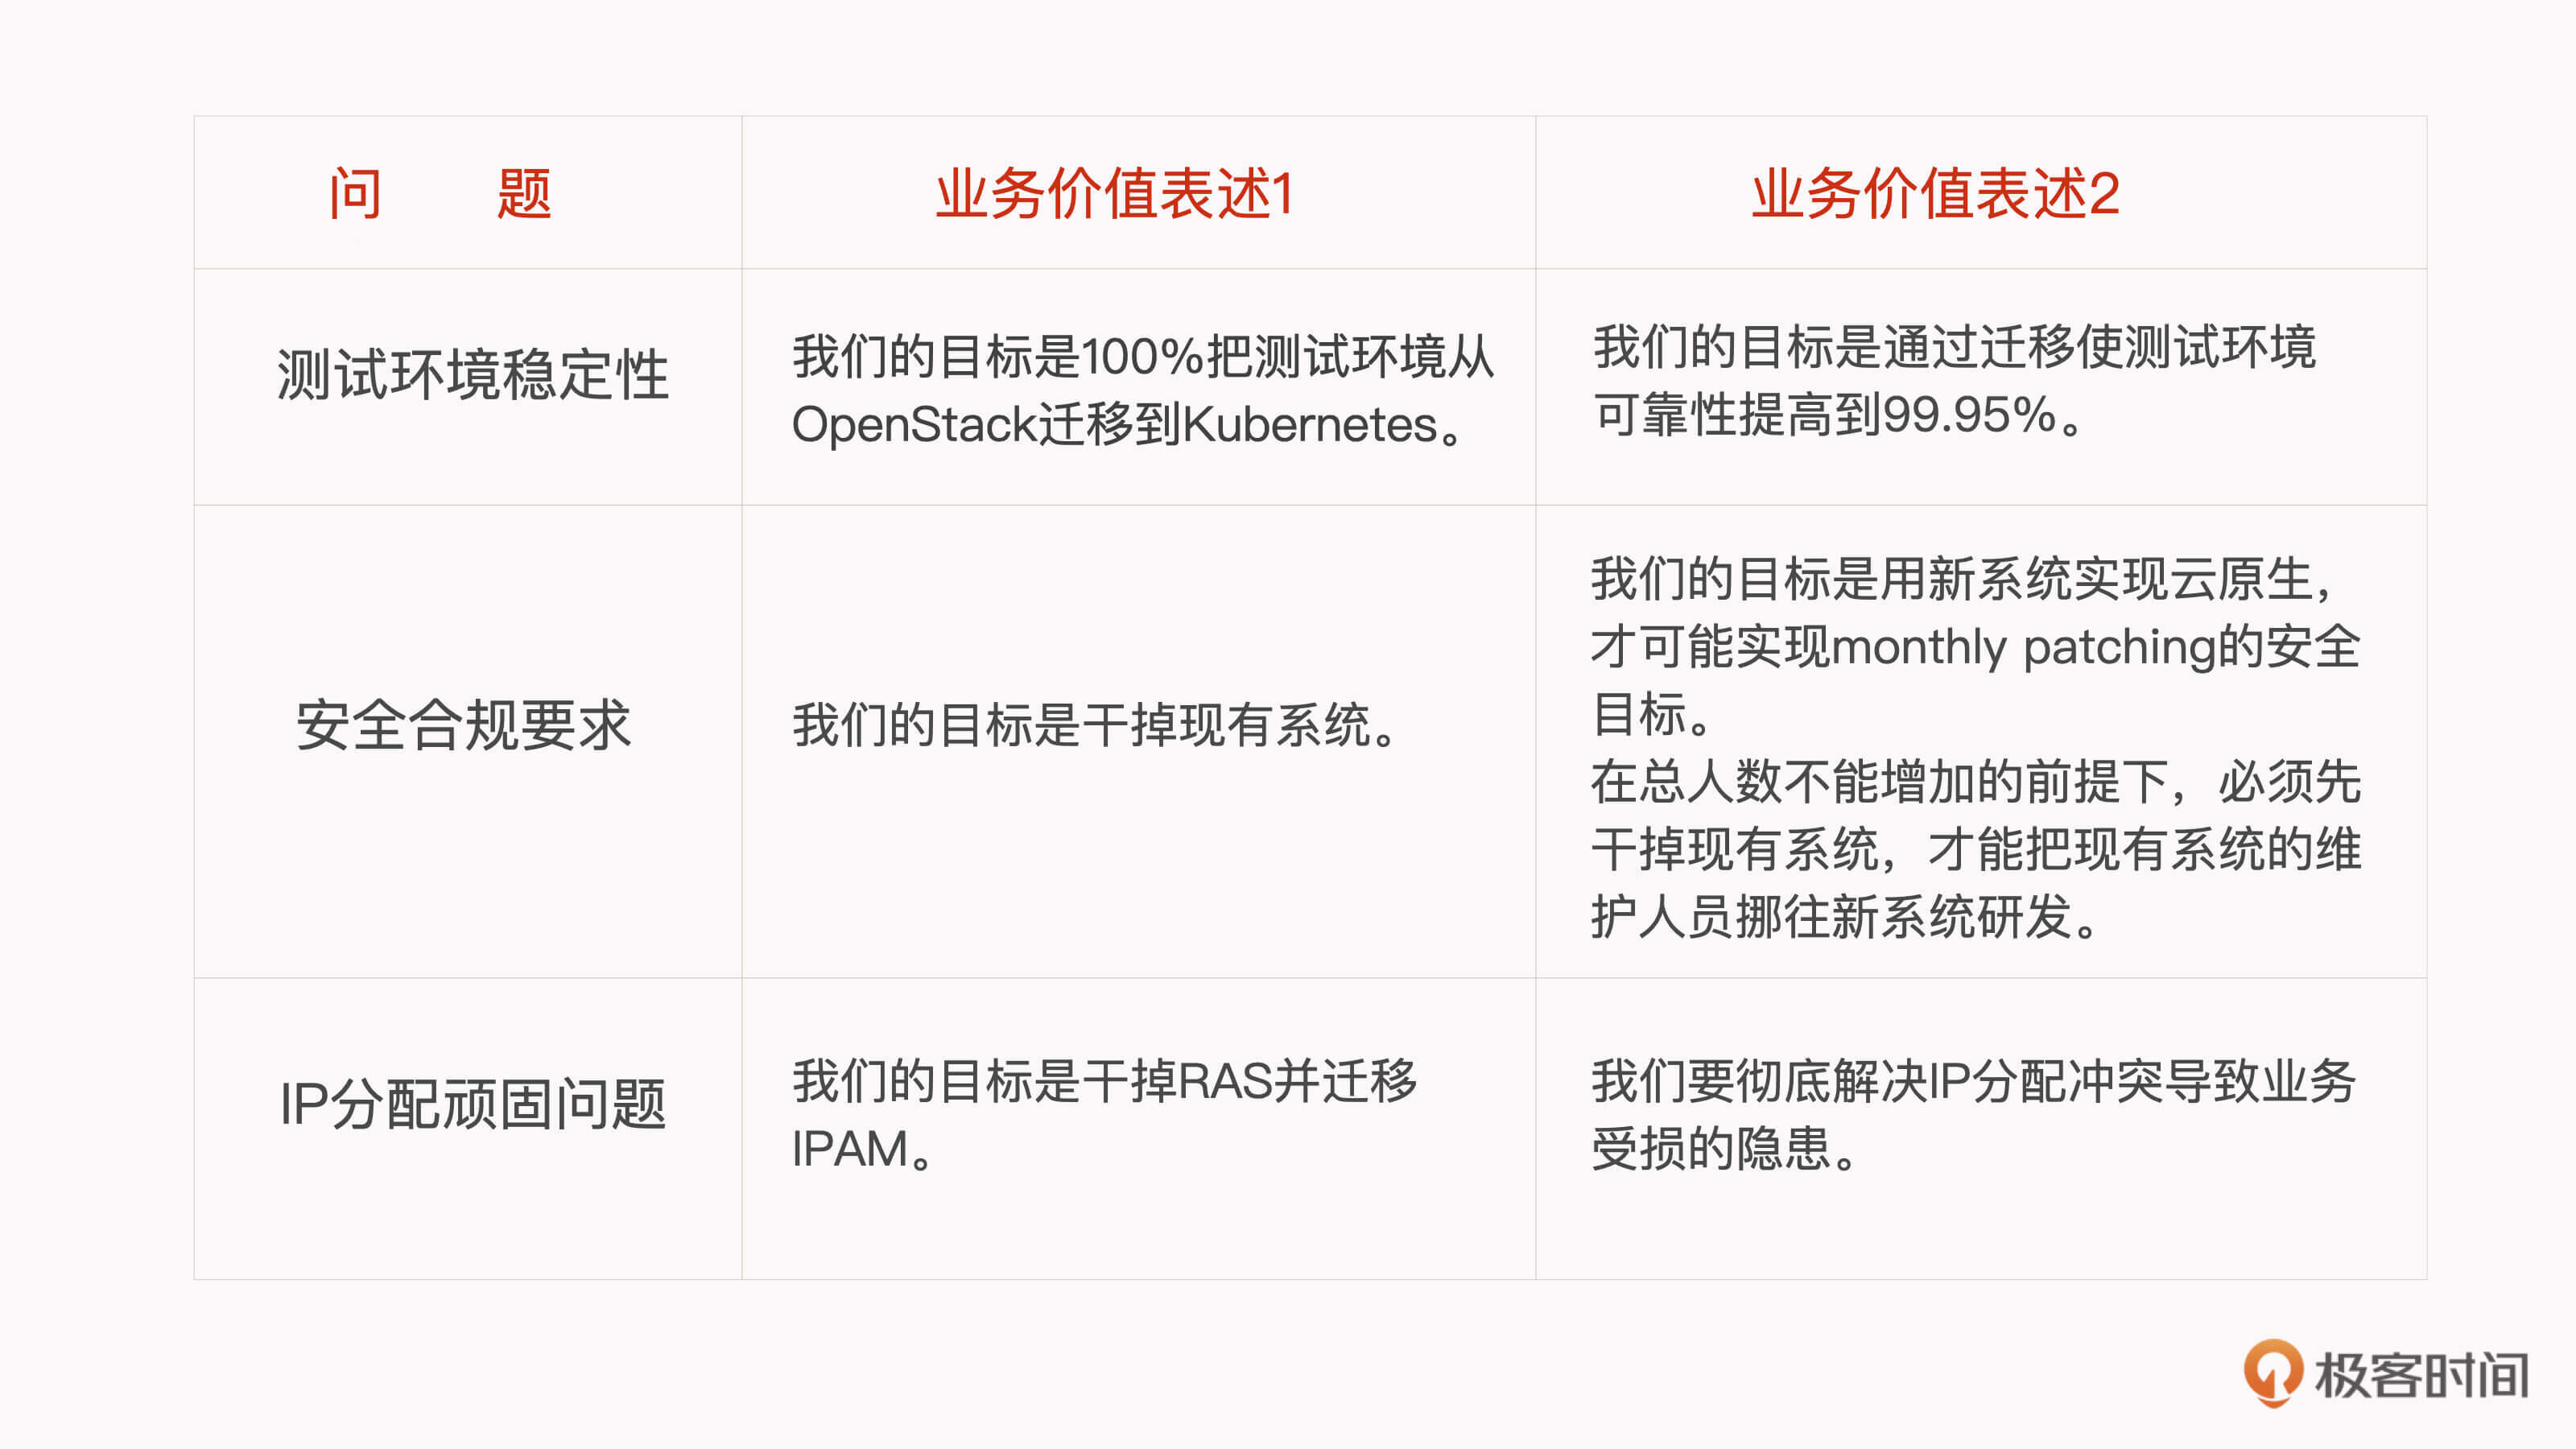 问 题
业务价值表述1
业务价值表述2
测试环境稳定性
我们的目标是100%把测试环境从
OpenStack迁移到Kubernetes。
我们的目标是通过迁移使测试环境
可靠性提高到99.95%。
安全合规要求
我们的目标是干掉现有系统。
我们的目标是用新系统实现云原生，
才可能实现monthly patching的安全
目标。
在总人数不能增加的前提下，必须先
干掉现有系统，才能把现有系统的维
护人员挪往新系统研发。
IP分配顽固问题
我们的目标是干掉RAS并迁移
IPAM。
我们要彻底解决IP分配冲突导致业务
受损的隐患。
极客时间